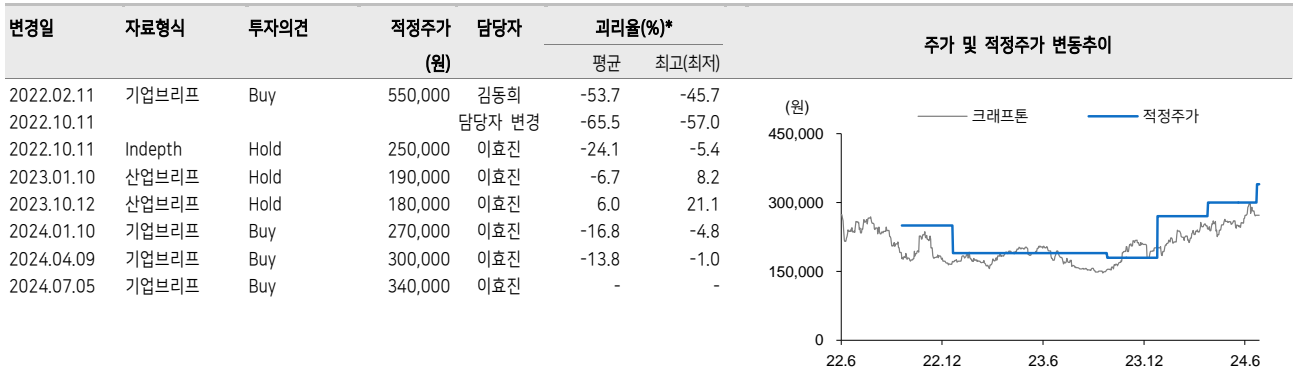 변경일 자료형식 투자의견 적정주가 담당자 괴리율(%)* 주가 및 적정주가 변동추이
(원) 평균 최고(최저)
2022.02.11 기업브리프 Buy 550,000 김동희 -53.7 -45.7
2022.10.11 담당자 변경 -65.5 -57.0
2022.10.11 Indepth Hold 250,000 이효진 -24.1 -5.4
2023.01.10 산업브리프 Hold 190,000 이효진 -6.7 8.2
2023.10.12 산업브리프 Hold 180,000 이효진 6.0 21.1
2024.01.10 기업브리프 Buy 270,000 이효진 -16.8 -4.8
2024.04.09 기업브리프 Buy 300,000 이효진 -13.8 -1.0
2024.07.05 기업브리프 Buy 340,000 이효진 - -
(원) 크래프톤 적정주가
450,000
300,000
150,000
0
22.6 22.12 23.6 23.12 24.6